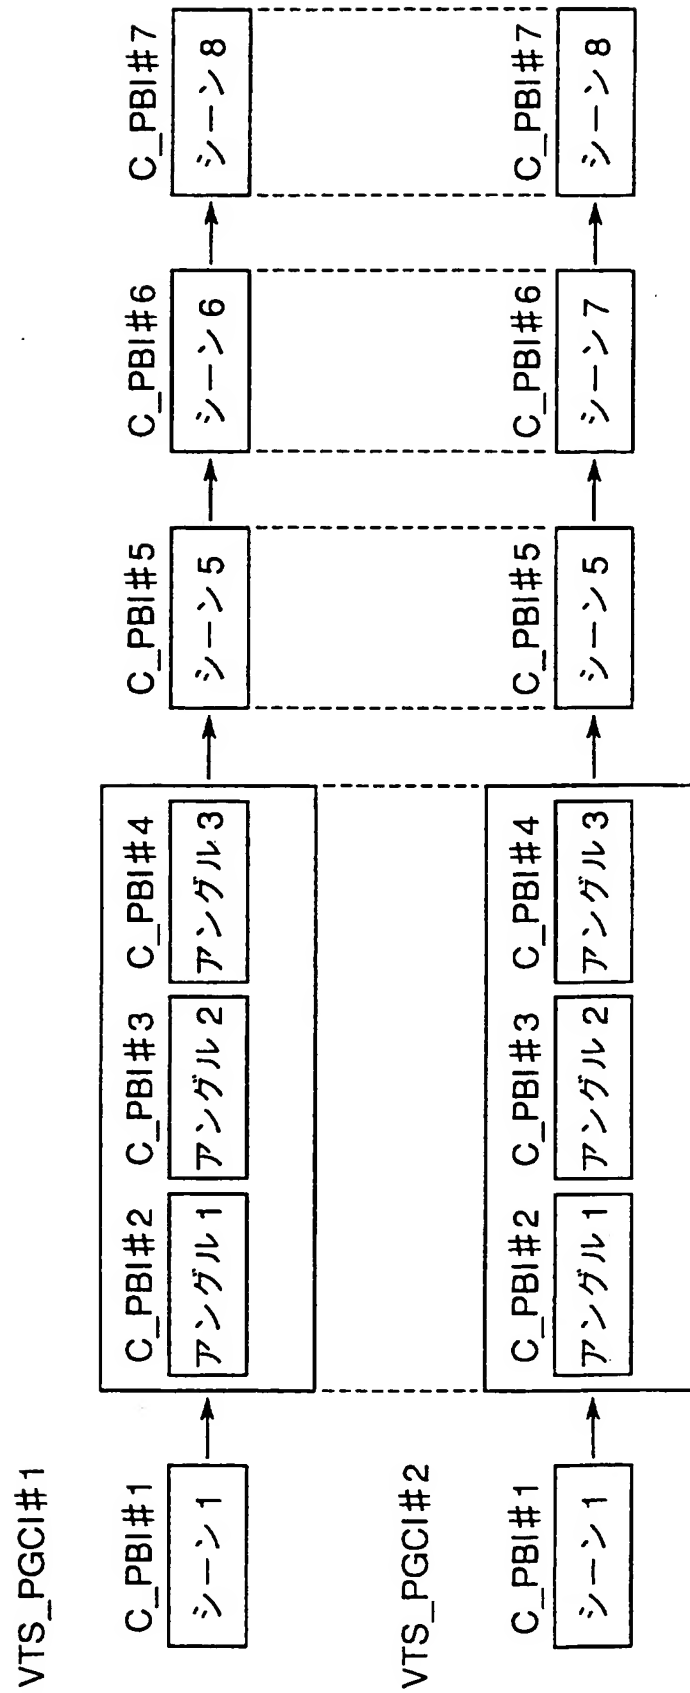 VTS_PGCI#1
C_PBI#1
シーン1
C_PBI#2
アングル1
C_PBI#3
アングル2
C_PBI#4
アングル3
C_PBI#5
シーン5
C_PBI#6
シーン6
C_PBI#7
シーン8
VTS_PGCI#2
C_PBI#1
シーン1
C_PBI#2
アングル1
C_PBI#3
アングル2
C_PBI#4
アングル3
C_PBI#5
シーン5
C_PBI#6
シーン7
C_PBI#7
シーン8